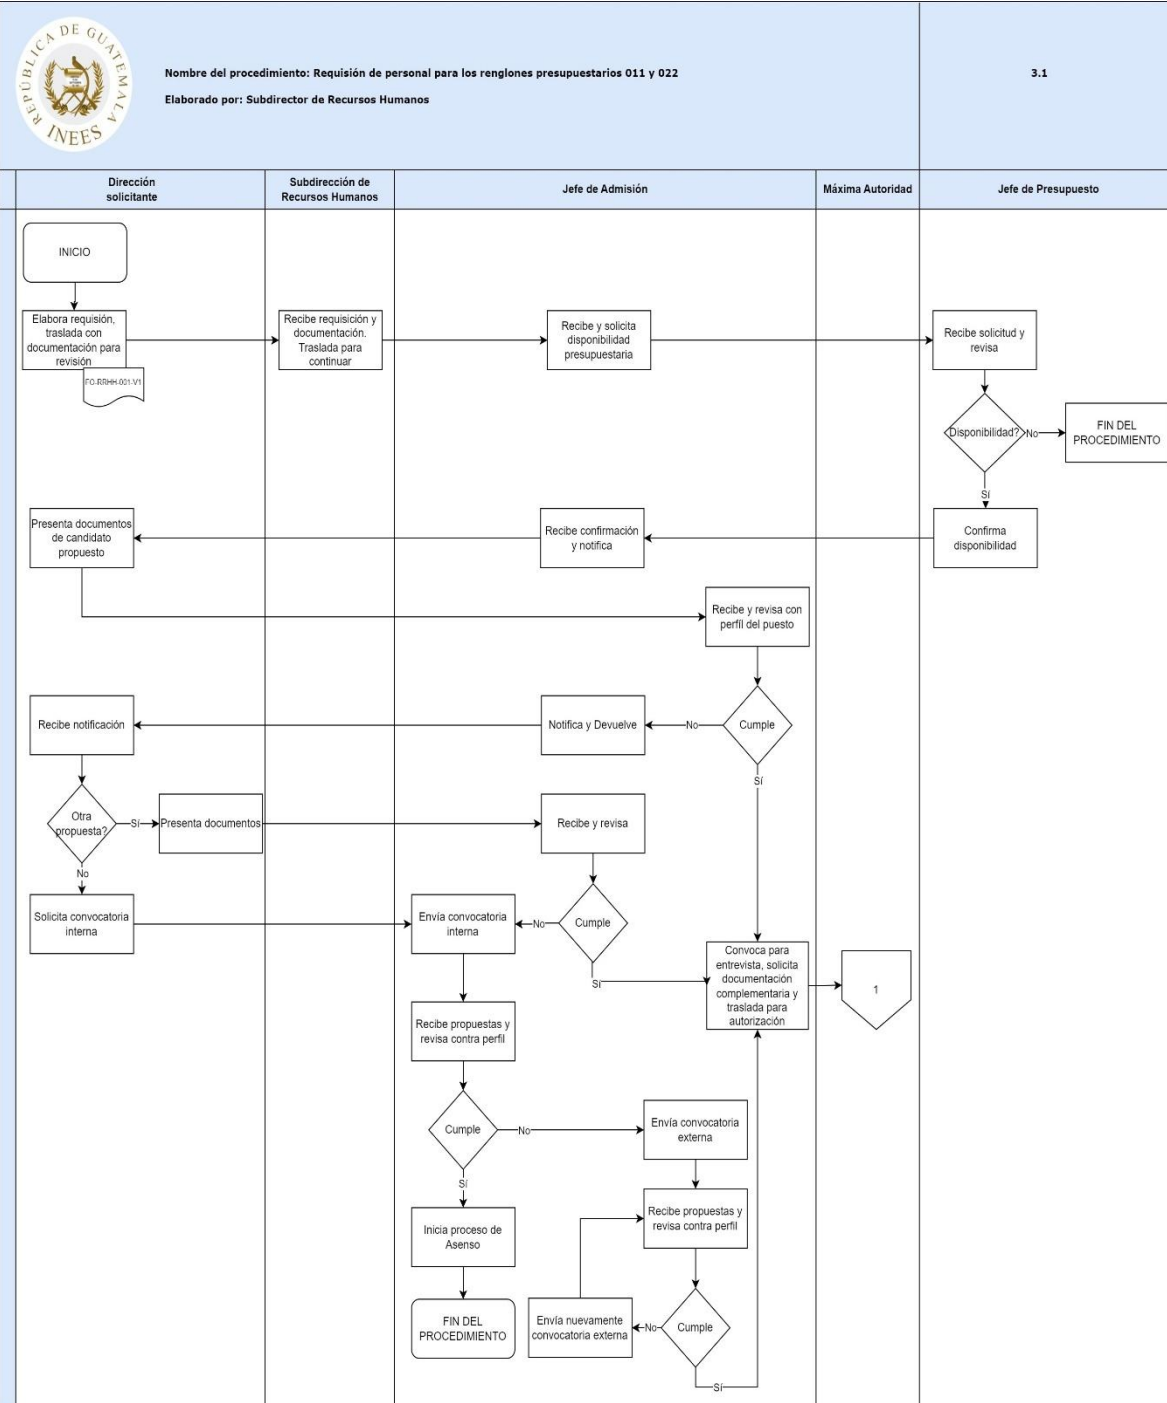 REPÚBLICA DE GUATEMALA
INEES
Nombre del procedimiento: Requisión de personal para los renglones presupuestarios 011 y 022
Elaborado por: Subdirector de Recursos Humanos
3.1
Dirección
solicitante
Subdirección de
Recursos Humanos
Jefe de Admisión
Máxima Autoridad
Jefe de Presupuesto
INICIO
Elabora requisión,
traslada con
documentación para
revisión
FO-RRHH-001-V1
Recibe requisición y
documentación.
Traslada para
continuar
Recibe y solicita
disponibilidad
presupuestaria
Recibe solicitud y
revisa
Disponibilidad?
No
FIN DEL
PROCEDIMIENTO
Sí
Confirma
disponibilidad
Recibe confirmación
y notifica
Presenta documentos
de candidato
propuesto
Recibe y revisa con
perfil del puesto
Cumple
No
Notifica y Devuelve
Recibe notificación
Sí
Otra
propuesta?
Sí
Presenta documentos
Recibe y revisa
No
Solicita convocatoria
interna
Envía convocatoria
interna
No
Cumple
Sí
Convoca para
entrevista, solicita
documentación
complementaria y
traslada para
autorización
1
Recibe propuestas y
revisa contra perfil
Cumple
No
Envía convocatoria
externa
Sí
Recibe propuestas y
revisa contra perfil
Inicia proceso de
Asenso
FIN DEL
PROCEDIMIENTO
Envía nuevamente
convocatoria externa
No
Cumple
Sí